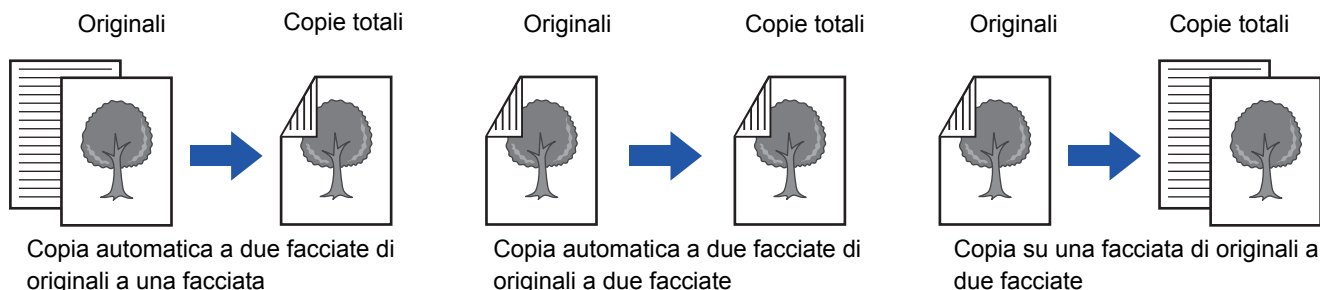 Originali
Copie totali
Originali
Copie totali
Originali
Copie totali
Copia automatica a due facciate di
originali a una facciata
Copia automatica a due facciate di
originali a due facciate
Copia su una facciata di originali a
due facciate